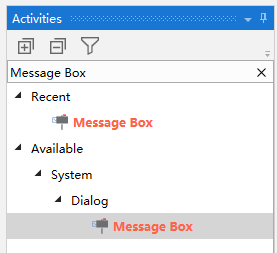 Activities
Message Box
Recent
Message Box
Available
System
Dialog
Message Box